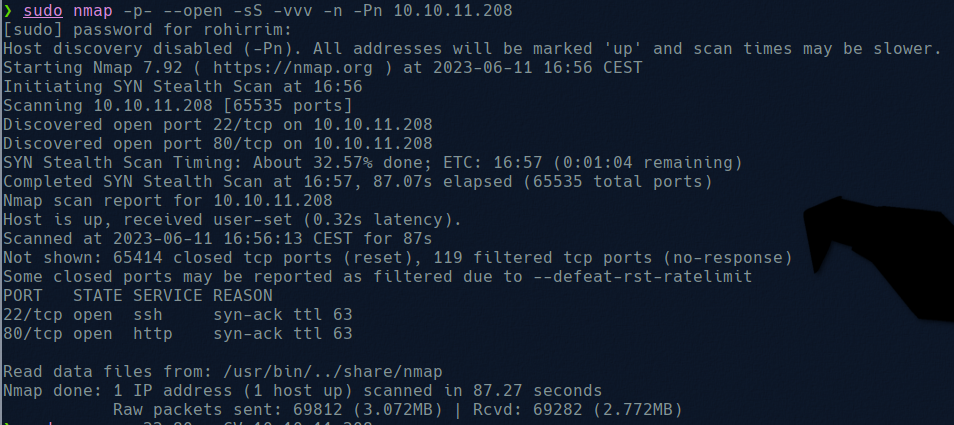 ❯ sudo nmap -p- --open -sS -vvv -n -Pn 10.10.11.208
[sudo] password for rohirrim:
Host discovery disabled (-Pn). All addresses will be marked 'up' and scan times may be slower.
Starting Nmap 7.92 ( https://nmap.org ) at 2023-06-11 16:56 CEST
Initiating SYN Stealth Scan at 16:56
Scanning 10.10.11.208 [65535 ports]
Discovered open port 22/tcp on 10.10.11.208
Discovered open port 80/tcp on 10.10.11.208
SYN Stealth Scan Timing: About 32.57% done; ETC: 16:57 (0:01:04 remaining)
Completed SYN Stealth Scan at 16:57, 87.07s elapsed (65535 total ports)
Nmap scan report for 10.10.11.208
Host is up, received user-set (0.32s latency).
Scanned at 2023-06-11 16:56:13 CEST for 87s
Not shown: 65414 closed tcp ports (reset), 119 filtered tcp ports (no-response)
Some closed ports may be reported as filtered due to --defeat-rst-ratelimit
PORT   STATE SERVICE REASON
22/tcp open  ssh     syn-ack ttl 63
80/tcp open  http    syn-ack ttl 63
Read data files from: /usr/bin/../share/nmap
Nmap done: 1 IP address (1 host up) scanned in 87.27 seconds
           Raw packets sent: 69812 (3.072MB) | Rcvd: 69282 (2.772MB)